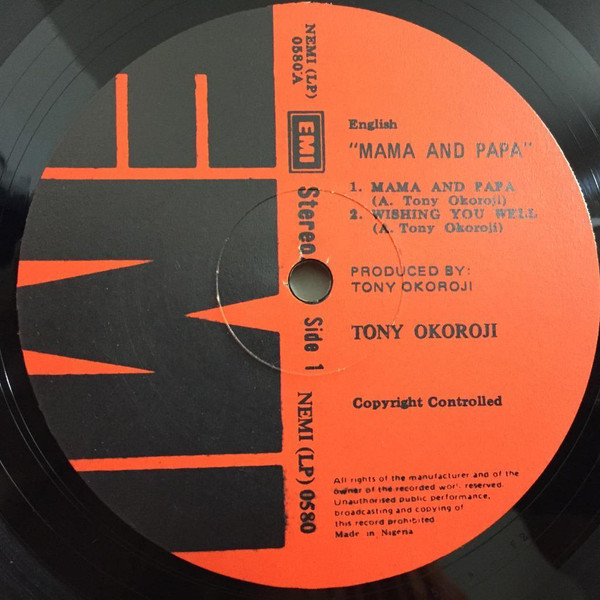 NEMI (LP)
0580:A
EMI
Stereo Side 1
NEMI (LP) 0580
English
"MAMA AND PAPA"
1. MAMA AND PAPA
(A. Tony Okoroji)
2. WISHING YOU WELL
(A. Tony Okoroji)
PRODUCED BY:
TONY OKOROJI
TONY OKOROJI
Copyright Controlled
All rights of the manufacturer and of the
owner of the recorded work reserved.
Unauthorised public performance,
broadcasting and copying of
this record prohibited
Made in Nigeria